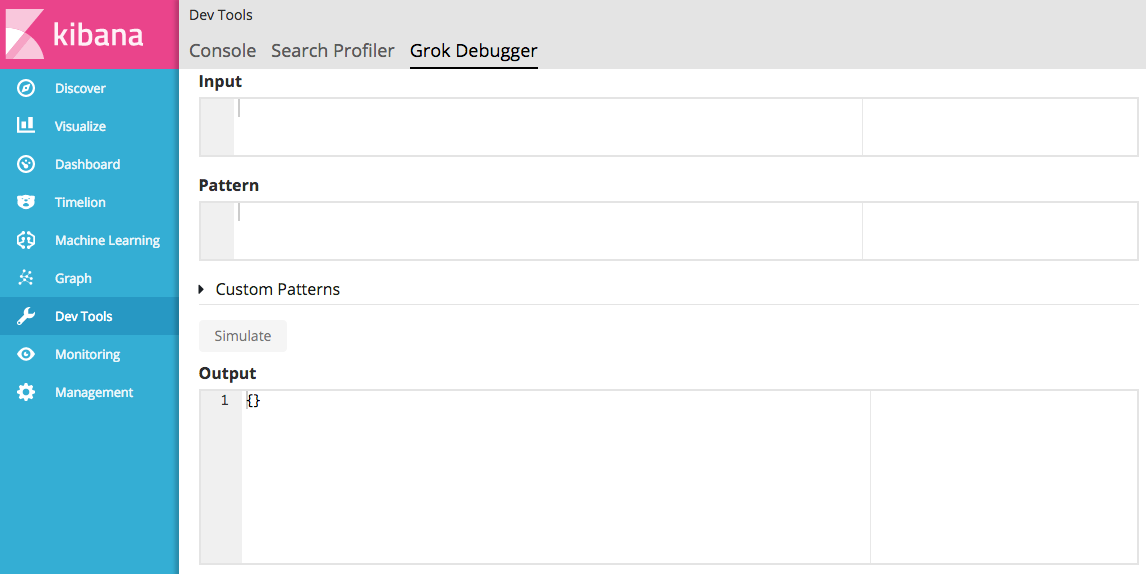 kibana
Discover
Visualize
Dashboard
Timelion
Machine Learning
Graph
Dev Tools
Monitoring
Management
Dev Tools
Console Search Profiler Grok Debugger
Input
Pattern
Custom Patterns
Simulate
Output
1 {}